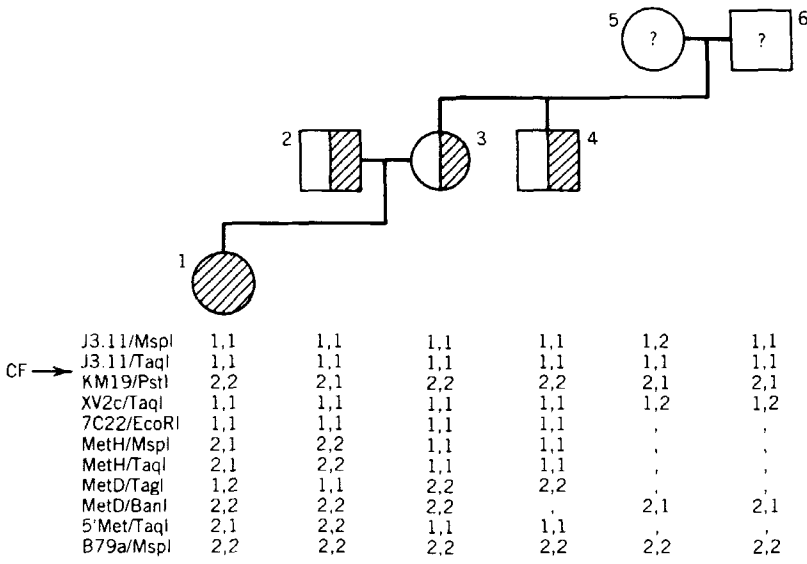 5 ? ? 6
2 3 4
1
J3.11/MspI 1,1 1,1 1,1 1,1 1,2 1,1
CF → J3.11/TaqI 1,1 1,1 1,1 1,1 1,1 1,1
KM19/PstI 2,2 2,1 2,2 2,2 2,1 2,1
XV2c/TaqI 1,1 1,1 1,1 1,1 1,2 1,2
7C22/EcoRI 1,1 1,1 1,1 1,1 , ,
MetH/MspI 2,1 2,2 1,1 1,1 , ,
MetH/TaqI 2,1 2,2 1,1 1,1 , ,
MetD/TagI 1,2 1,1 2,2 2,2 , ,
MetD/BanI 2,2 2,2 2,2 , 2,1 2,1
5'Met/TaqI 2,1 2,2 1,1 1,1 , ,
B79a/MspI 2,2 2,2 2,2 2,2 2,2 2,2